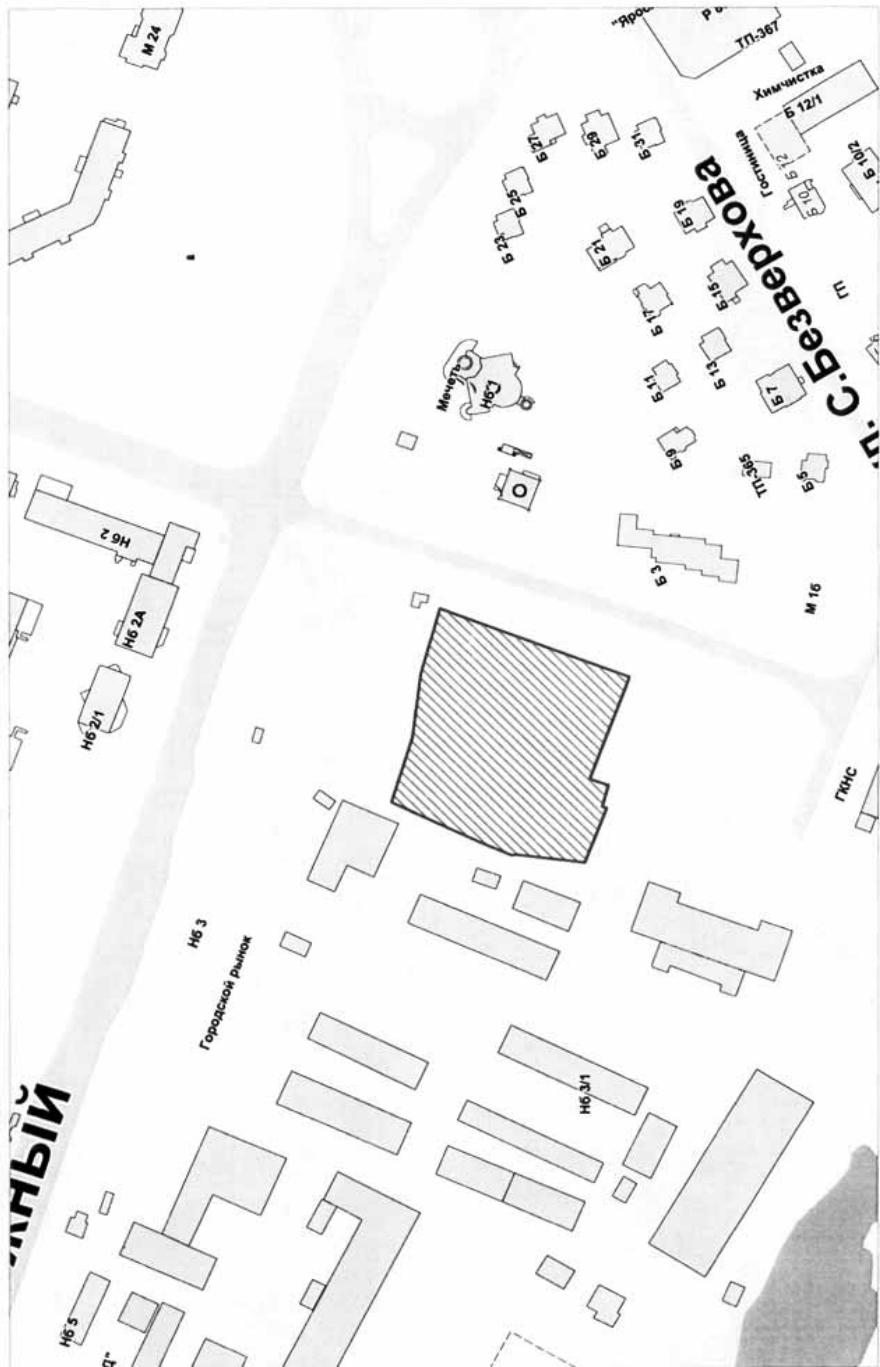 М 24
ТП-367
Химчистка
Б 12/1
Гостиница
Б 10
Б 10/2
Б 27
Б 29
Б 31
Б 25
Б 23
Б 21
Б 19
Б 17
Б 15
С.Безверхова
ГП
Мечеть
Нб 1
Б 11
Б 13
Б 7
Б 9
ТП-365
Б 5
Б 3
М 16
Нб 2
Нб 2А
Нб 2/1
ГКНС
Нб 3
Городской рынок
Нб 3/1
ЖНЫЙ
Нб 5